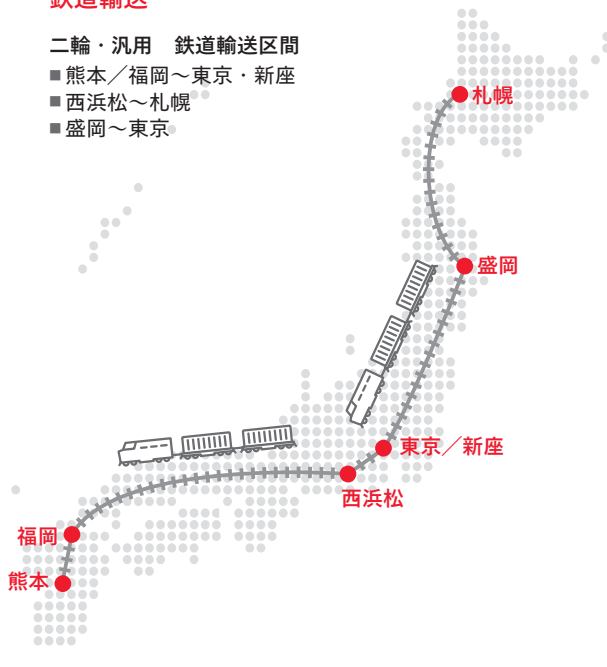 鉄道輸送
二輪・汎用　鉄道輸送区間
■熊本／福岡〜東京・新座
■西浜松〜札幌
■盛岡〜東京
札幌
盛岡
東京／新座
西浜松
福岡
熊本